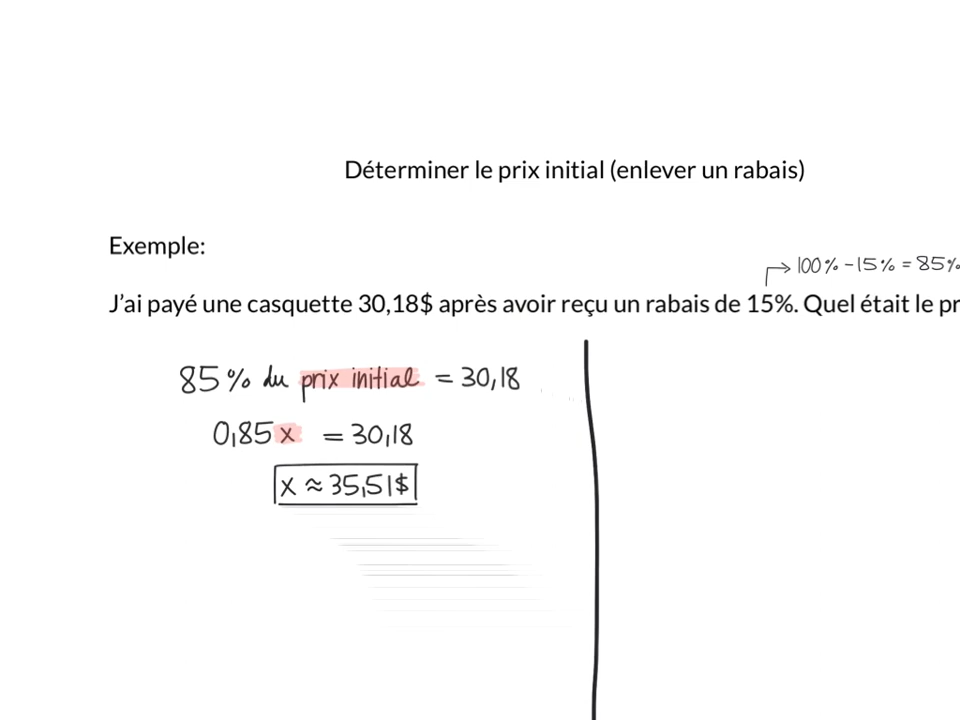 Déterminer le prix initial (enlever un rabais)
Exemple:
100% - 15% = 85%
J'ai payé une casquette 30,18$ après avoir reçu un rabais de 15%. Quel était le pr
85% du prix initial = 30,18
0,85x = 30,18
x ≈ 35,51$